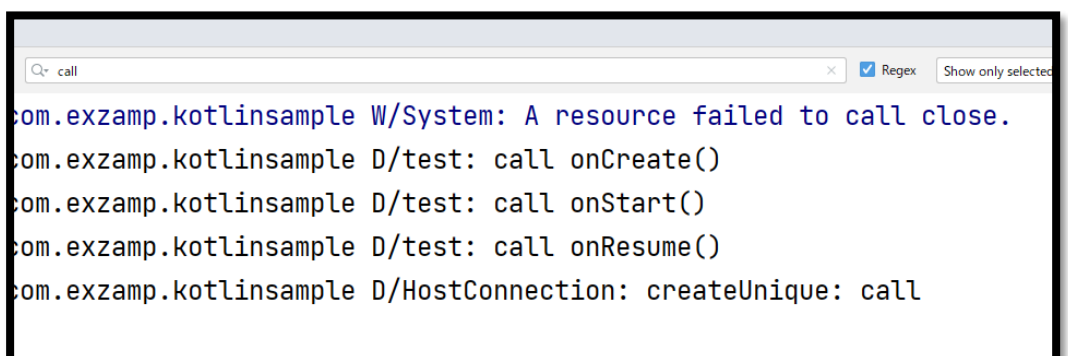 call
Regex
Show only selected
com.exzamp.kotlinsample W/System: A resource failed to call close.
com.exzamp.kotlinsample D/test: call onCreate()
com.exzamp.kotlinsample D/test: call onStart()
com.exzamp.kotlinsample D/test: call onResume()
com.exzamp.kotlinsample D/HostConnection: createUnique: call